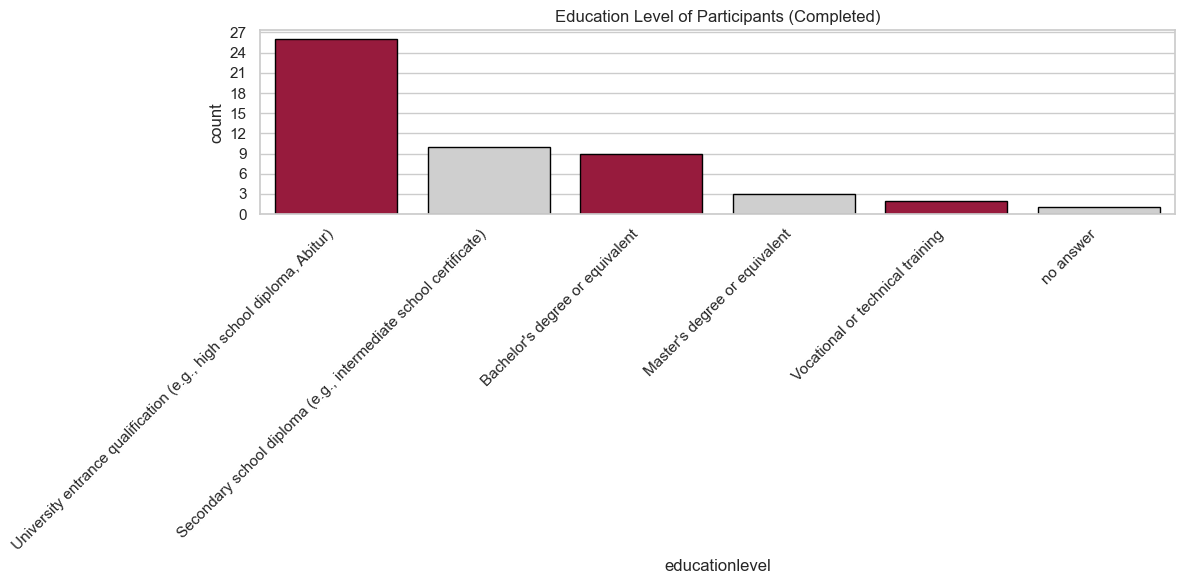 Education Level of Participants (Completed)
27
24
21
18
15
12
9
6
3
0
count
University entrance qualification (e.g., high school diploma, Abitur)
Secondary school diploma (e.g., intermediate school certificate)
Bachelor's degree or equivalent
Master's degree or equivalent
Vocational or technical training
no answer
educationlevel